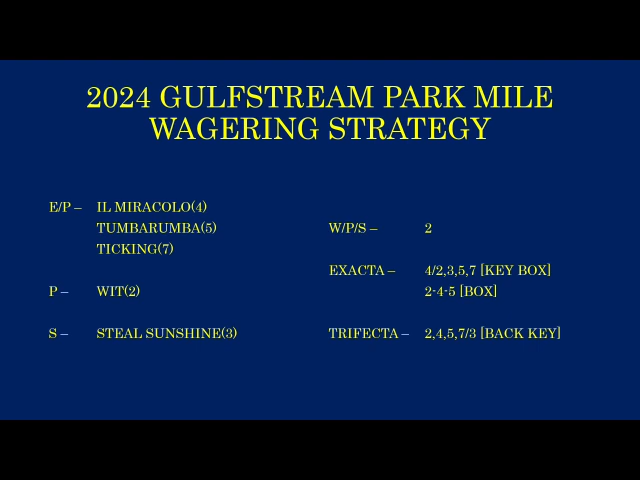 2024 GULFSTREAM PARK MILE
WAGERING STRATEGY
E/P – IL MIRACOLO(4)
TUMBARUMBA(5)
TICKING(7)
P – WIT(2)
S – STEAL SUNSHINE(3)
W/P/S – 2
EXACTA – 4/2,3,5,7 [KEY BOX]
2-4-5 [BOX]
TRIFECTA – 2,4,5,7/3 [BACK KEY]